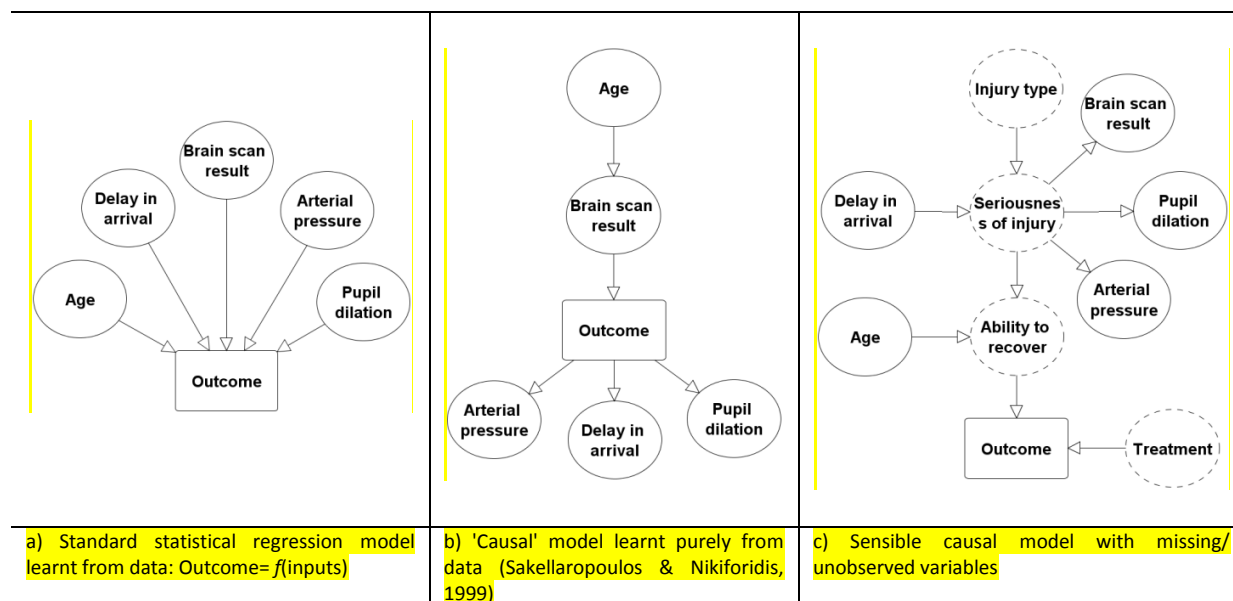 Brain scan
result
Delay in
arrival
Arterial
pressure
Age
Pupil
dilation
Outcome
a) Standard statistical regression model
learnt from data: Outcome= f(inputs)
Age
Brain scan
result
Outcome
Arterial
pressure
Delay in
arrival
Pupil
dilation
b) 'Causal' model learnt purely from
data (Sakellaropoulos & Nikiforidis,
1999)
Injury type
Brain scan
result
Delay in
arrival
Seriousnes
s of injury
Pupil
dilation
Arterial
pressure
Age
Ability to
recover
Outcome
Treatment
c) Sensible causal model with missing/
unobserved variables